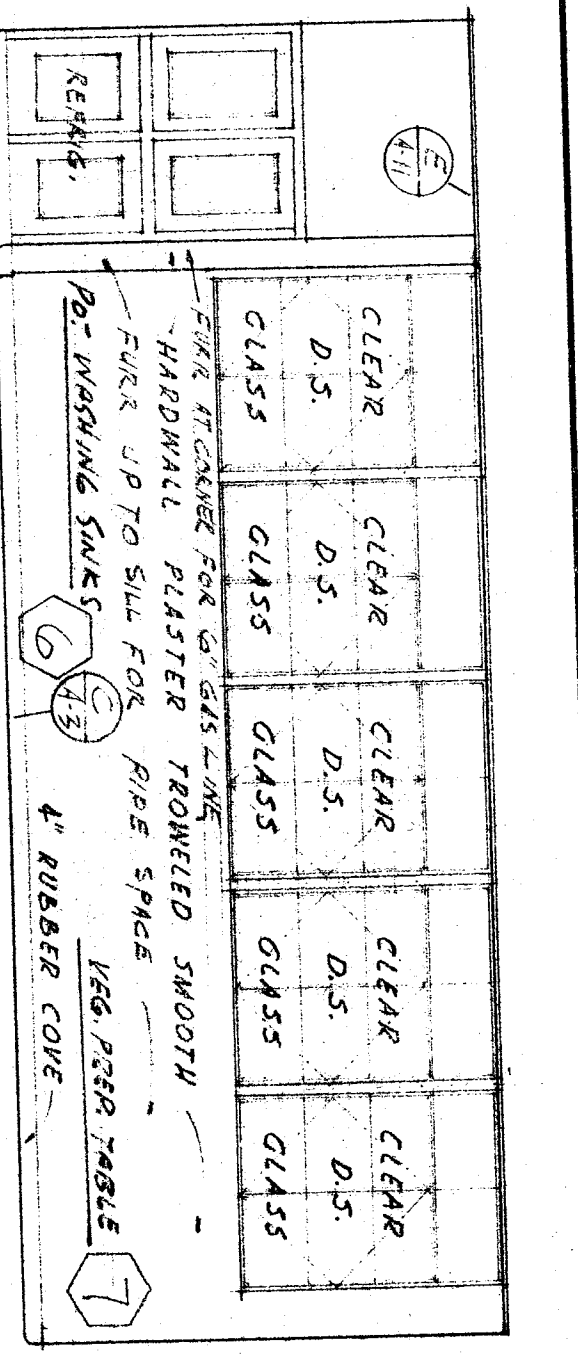 E
A-11
CLEAR CLEAR CLEAR CLEAR CLEAR
D.S. D.S. D.S. D.S. D.S.
GLASS GLASS GLASS GLASS GLASS
REFRIG.
FURR AT CORNER FOR 6" GAS LINE
HARDWALL PLASTER TROWELED SMOOTH
FURR UP TO SILL FOR PIPE SPACE
POT WASHING SINKS
6
C
A-3
VEG. PREP. TABLE
7
4" RUBBER COVE